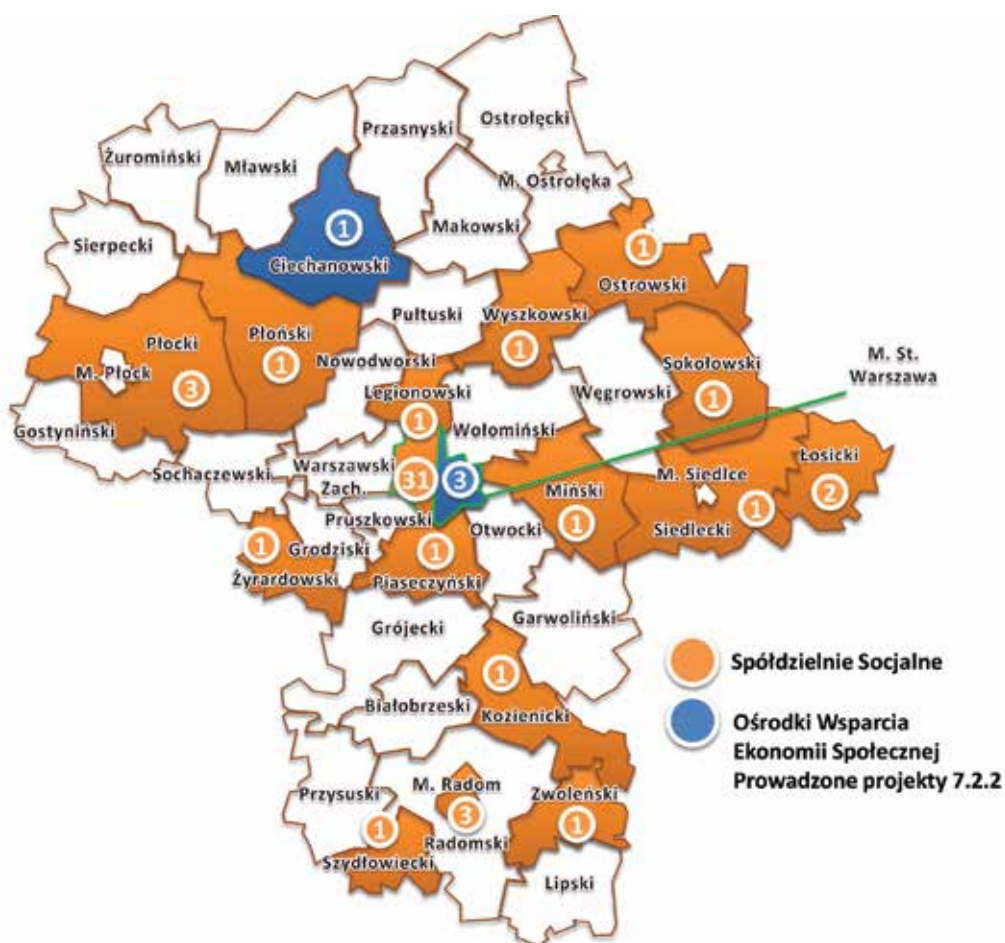 Ostrołęcki
Przasnyski
Żuromiński
Mławski
M. Ostrołęka
Makowski
Sierpecki
1
Ciechanowski
1
Ostrowski
Pułtuski
Wyszkowski
1
Płocki
M. Płock
3
Płoński
1
Nowodworski
Legionowski
1
Sokołowski
1
Węgrowski
M. St.
Warszawa
Gostyniński
Wołomiński
Sochaczewski
Warszawski
Zach.
31
3
Miński
1
M. Siedlce
Siedlecki
1
Łosicki
2
Pruszkowski
Otwocki
1
Grodziski
Żyrardowski
1
Piaseczyński
Garwoliński
Grójecki
1
Kozienicki
Białobrzeski
Spółdzielnie Socjalne
Ośrodki Wsparcia
Ekonomii Społecznej
Prowadzone projekty 7.2.2
Przysuski
M. Radom
3
Radomski
Zwoleński
1
1
Szydłowiecki
Lipski